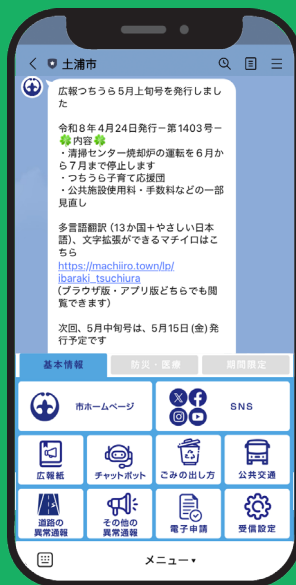 土浦市
広報つちうら5月上旬号を発行しまし
た
令和8年4月24日発行－第1403号－
🍀内容🍀
・清掃センター焼却炉の運転を６月か
ら７月まで停止します
・つちうら子育て応援団
・公共施設使用料・手数料などの一部
見直し
多言語翻訳 (13か国＋やさしい日本
語)、文字拡張ができるマチイロはこ
ちら
https://machiiro.town/lp/
ibaraki_tsuchiura
(ブラウザ版・アプリ版どちらでも閲
覧できます）
次回、5月中旬号は、5月15日(金)発
行予定です
基本情報 防災・医療 期間限定
市ホームページ SNS
広報紙 チャットボット ごみの出し方 公共交通
道路の
異常通報
その他の
異常通報
電子申請 受信設定
メニュー▾